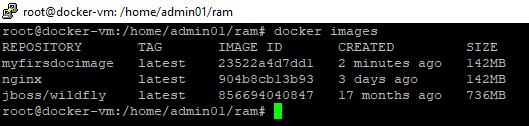 root@docker-vm: /home/admin01/ram
root@docker-vm:/home/admin01/ram# docker images
REPOSITORY TAG IMAGE ID CREATED SIZE
myfirsdocimage latest 23522a4d7dd1 2 minutes ago 142MB
nginx latest 904b8cb13b93 3 days ago 142MB
jboss/wildfly latest 856694040847 17 months ago 736MB
root@docker-vm:/home/admin01/ram#